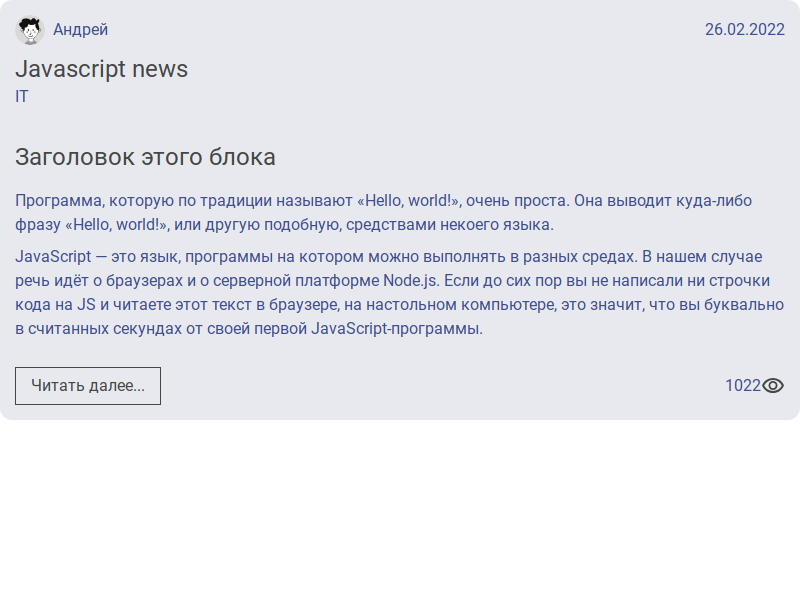 Андрей
26.02.2022
Javascript news
IT
Заголовок этого блока
Программа, которую по традиции называют «Hello, world!», очень проста. Она выводит куда-либо
фразу «Hello, world!», или другую подобную, средствами некоего языка.
JavaScript — это язык, программы на котором можно выполнять в разных средах. В нашем случае
речь идёт о браузерах и о серверной платформе Node.js. Если до сих пор вы не написали ни строчки
кода на JS и читаете этот текст в браузере, на настольном компьютере, это значит, что вы буквально
в считанных секундах от своей первой JavaScript-программы.
Читать далее...
1022